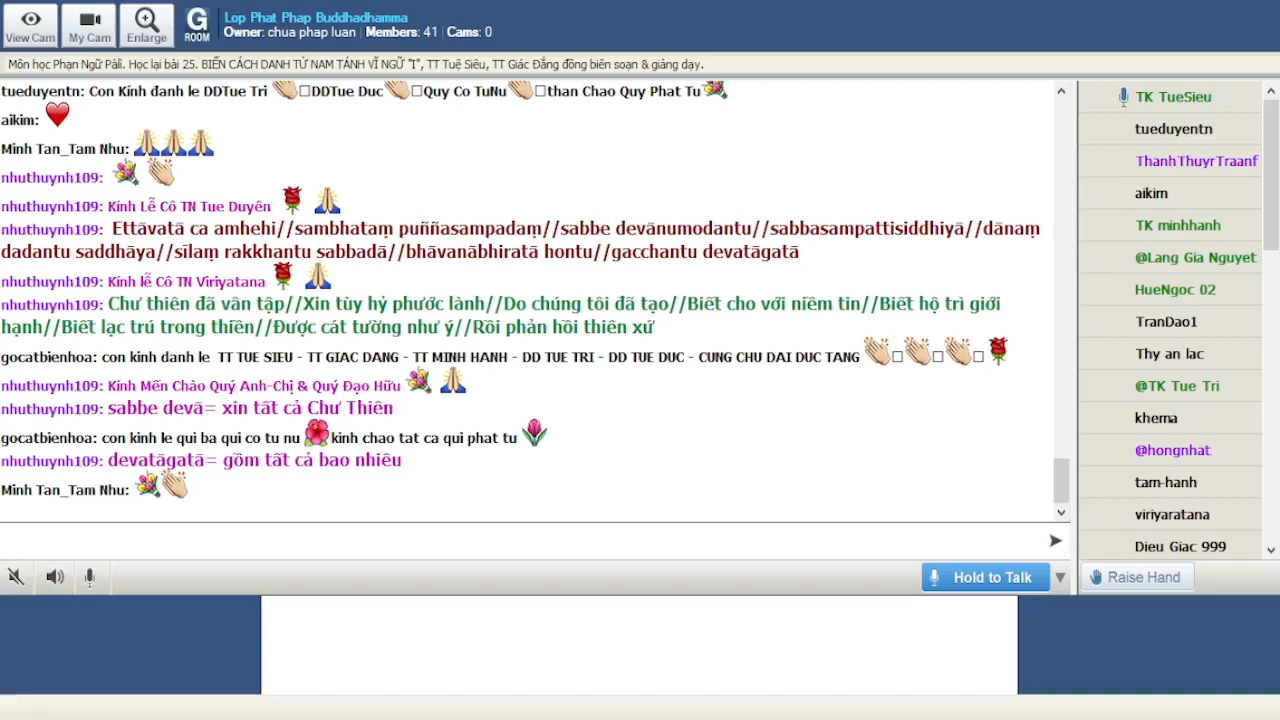 Lop Phat Phap Buddhadhamma
Owner: chua phap luan | Members: 41 | Cams: 0
View Cam
My Cam
Enlarge
G ROOM
Môn học Phạn Ngữ Pàli. Học lại bài 25. BIẾN CÁCH DANH TỪ NAM TÁNH VĨ NGỮ "I", TT Tuệ Siêu, TT Giác Đẳng đồng biên soạn & giảng dạy.
tueduyentn: Con Kính đanh le DDTue Tri 👏□DDTue Duc👏□Quy Co TuNu👏□than Chao Quy Phat Tu💐
aikim: ❤️
Minh Tan_Tam Nhu: 🙏🙏🙏
nhuthuynh109: 💐 👏
nhuthuynh109: Kính Lễ Cô TN Tue Duyên 🌹 🙏
nhuthuynh109: Ettāvatā ca amhehi//sambhataṃ puññasampadaṃ//sabbe devānumodantu//sabbasampattisiddhiyā//dānaṃ
dadantu saddhāya//sīlaṃ rakkhantu sabbadā//bhāvanābhiratā hontu//gacchantu devatāgatā
nhuthuynh109: Kính lễ Cô TN Viriyatana 🌹 🙏
nhuthuynh109: Chư thiên đã vân tập//Xin tùy hỷ phước lành//Do chúng tôi đã tạo//Biết cho với niềm tin//Biết hộ trì giới
hạnh//Biết lạc trú trong thiền//Được cát tường như ý//Rồi phản hồi thiên xứ
gocatbienhoa: con kinh danh le TT TUE SIEU - TT GIAC DANG - TT MINH HANH - DD TUE TRI - DD TUE DUC - CUNG CHU DAI DUC TANG 👏□👏□👏□🌹
nhuthuynh109: Kính Mến Chào Quý Anh-Chị & Quý Đạo Hữu 💐 🙏
nhuthuynh109: sabbe devā= xin tất cả Chư Thiên
gocatbienhoa: con kinh le qui ba qui co tu nu 🌺kinh chao tat ca qui phat tu 🌷
nhuthuynh109: devatāgatā= gồm tất cả bao nhiêu
Minh Tan_Tam Nhu: 💐👏
TK TueSieu
tueduyentn
ThanhThuyrTraanf
aikim
TK minhhanh
@Lang Gia Nguyet
HueNgoc 02
TranDao1
Thy an lac
@TK Tue Tri
khema
@hongnhat
tam-hanh
viriyaratana
Dieu Giac 999
Hold to Talk
Raise Hand